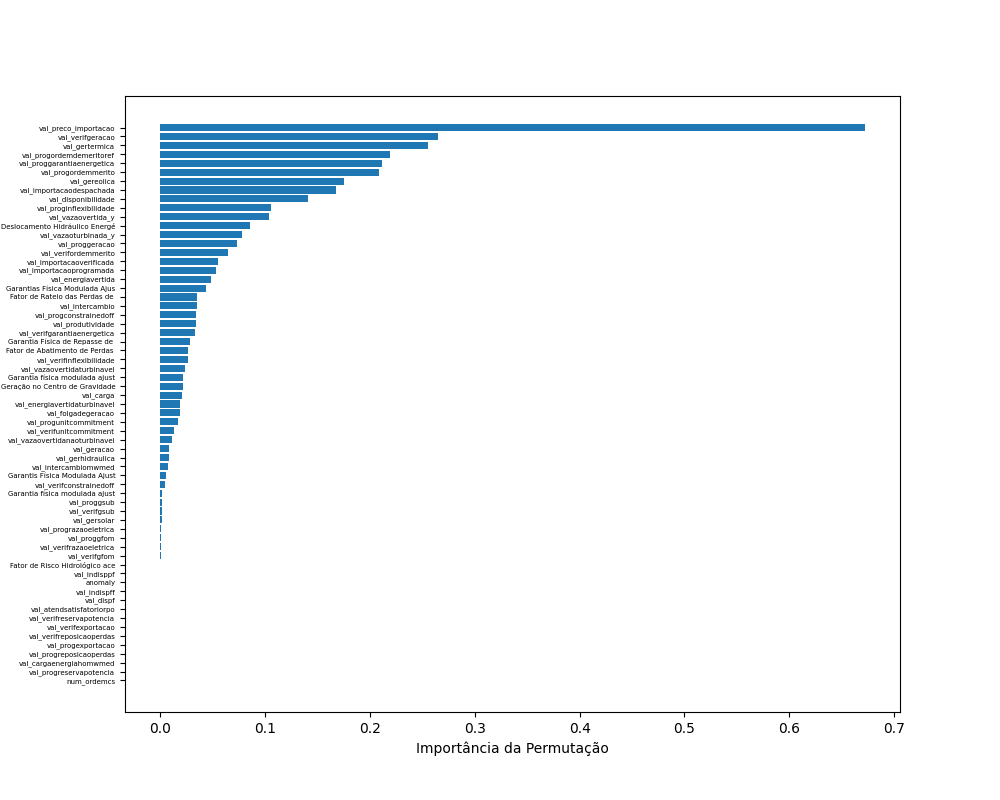 val_preco_importacao
val_verifgeracao
val_gertermica
val_progordemdemeritoref
val_proggarantiaenergetica
val_progordemmerito
val_gereolica
val_importacaodespachada
val_disponibilidade
val_proginflexibilidade
val_vazaovertida_y
Deslocamento Hidráulico Energé
val_vazaoturbinada_y
val_proggeracao
val_verifordemmerito
val_importacaoverificada
val_importacaoprogramada
val_energiavertida
Garantias Física Modulada Ajus
Fator de Rateio das Perdas de
val_intercambio
val_progconstrainedoff
val_produtividade
val_verifgarantiaenergetica
Garantia Física de Repasse de
Fator de Abatimento de Perdas
val_verifinflexibilidade
val_vazaovertidaturbinavel
Garantia física modulada ajust
Geração no Centro de Gravidade
val_carga
val_energiavertidaturbinavel
val_folgadegeracao
val_progunitcommitment
val_verifunitcommitment
val_vazaovertidanaoturbinavel
val_geracao
val_gerhidraulica
val_intercambiomwmed
Garantis Física Modulada Ajust
val_verifconstrainedoff
Garantia física modulada ajust
val_proggsub
val_verifgsub
val_gersolar
val_prograzaoeletrica
val_proggfom
val_verifrazaoeletrica
val_verifgfom
Fator de Risco Hidrológico ace
val_indisppf
anomaly
val_indispff
val_dispf
val_atendsatisfatoriorpo
val_verifreservapotencia
val_verifexportacao
val_verifreposicaoperdas
val_progexportacao
val_progreposicaoperdas
val_cargaenergiahomwmed
val_progreservapotencia
num_ordemcs
0.0 0.1 0.2 0.3 0.4 0.5 0.6 0.7
Importância da Permutação